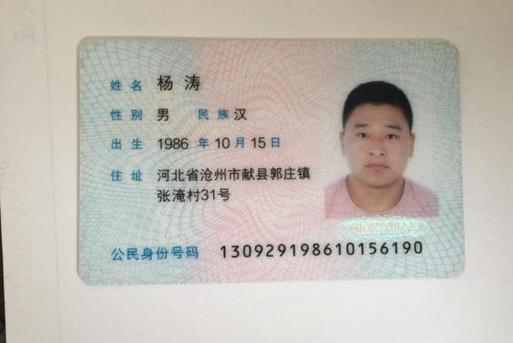 姓名 杨涛
性别 男 民族 汉
出生 1986 年 10 月 15 日
住址 河北省沧州市献县郭庄镇
张淹村31号
公民身份号码 130929198610156190